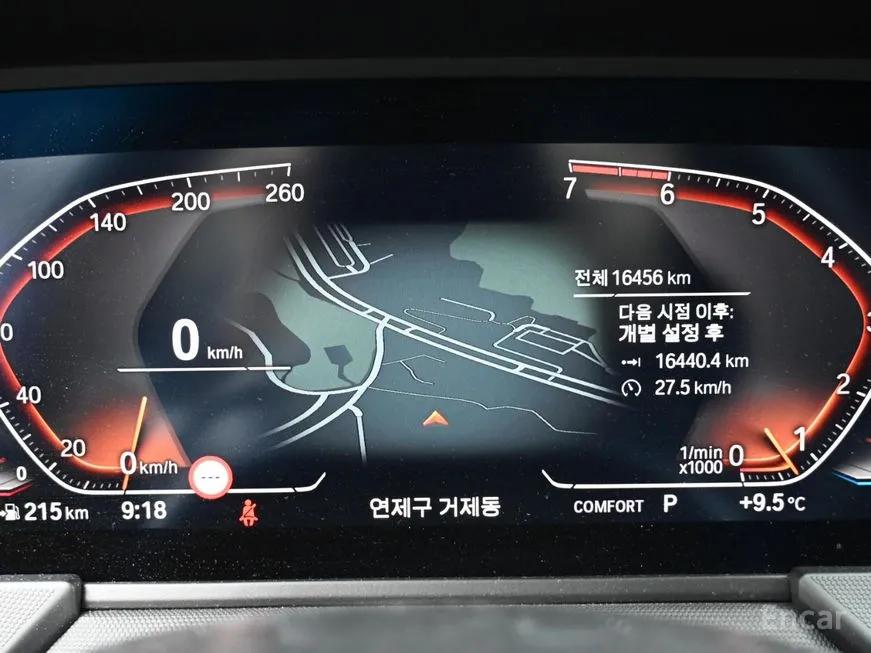 260
200
140
100
0
40
20
0
0 km/h
0 km/h
---
215 km
9:18
연제구 거제동
7
6
5
4
3
2
1
0
1/min
x1000
전체 16456 km
다음 시점 이후:
개별 설정 후
16440.4 km
27.5 km/h
COMFORT P
+9.5 °C
Encar